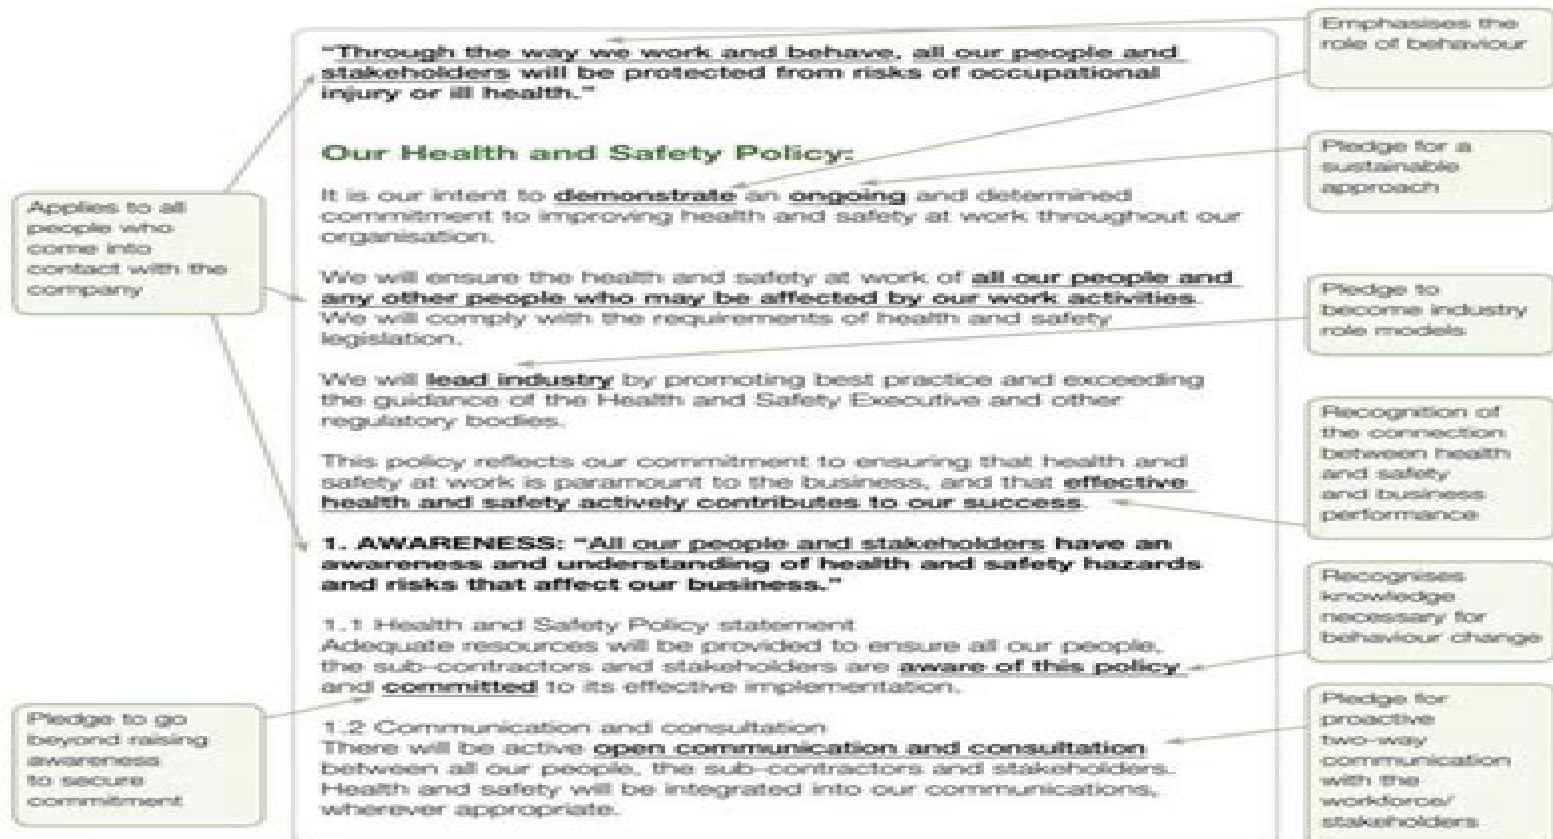 "Through the way we work and behave, all our people and
stakeholders will be protected from risks of occupational
injury or ill health."
Our Health and Safety Policy:
It is our intent to demonstrate an ongoing and determined
commitment to improving health and safety at work throughout our
organisation.
We will ensure the health and safety at work of all our people and
any other people who may be affected by our work activities.
We will comply with the requirements of health and safety
legislation.
We will lead industry by promoting best practice and exceeding
the guidance of the Health and Safety Executive and other
regulatory bodies.
This policy reflects our commitment to ensuring that health and
safety at work is paramount to the business, and that effective
health and safety actively contributes to our success.
1. AWARENESS: "All our people and stakeholders have an
awareness and understanding of health and safety hazards
and risks that affect our business."
1.1 Health and Safety Policy statement
Adequate resources will be provided to ensure all our people,
the sub-contractors and stakeholders are aware of this policy
and committed to its effective implementation.
1.2 Communication and consultation
There will be active open communication and consultation
between all our people, the sub-contractors and stakeholders.
Health and safety will be integrated into our communications,
wherever appropriate.
Applies to all
people who
come into
contact with the
company
Pledge to go
beyond raising
awareness
to secure
commitment
Emphasises the
role of behaviour
Pledge for a
sustainable
approach
Pledge to
become industry
role models
Recognition of
the connection
between health
and safety
and business
performance
Recognises
knowledge
necessary for
behaviour change
Pledge for
proactive
two-way
communication
with the
workforce/
stakeholders